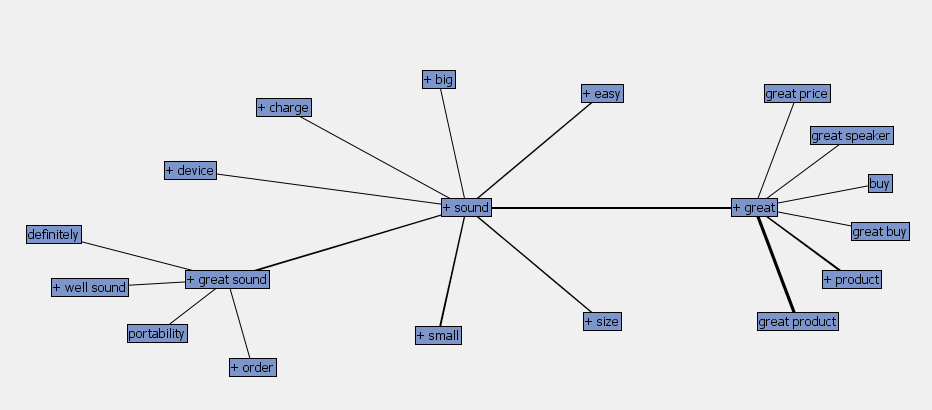 + big
+ easy
great price
+ charge
great speaker
+ device
buy
+ sound
+ great
definitely
great buy
+ great sound
+ product
+ well sound
great product
+ size
portability
+ small
+ order